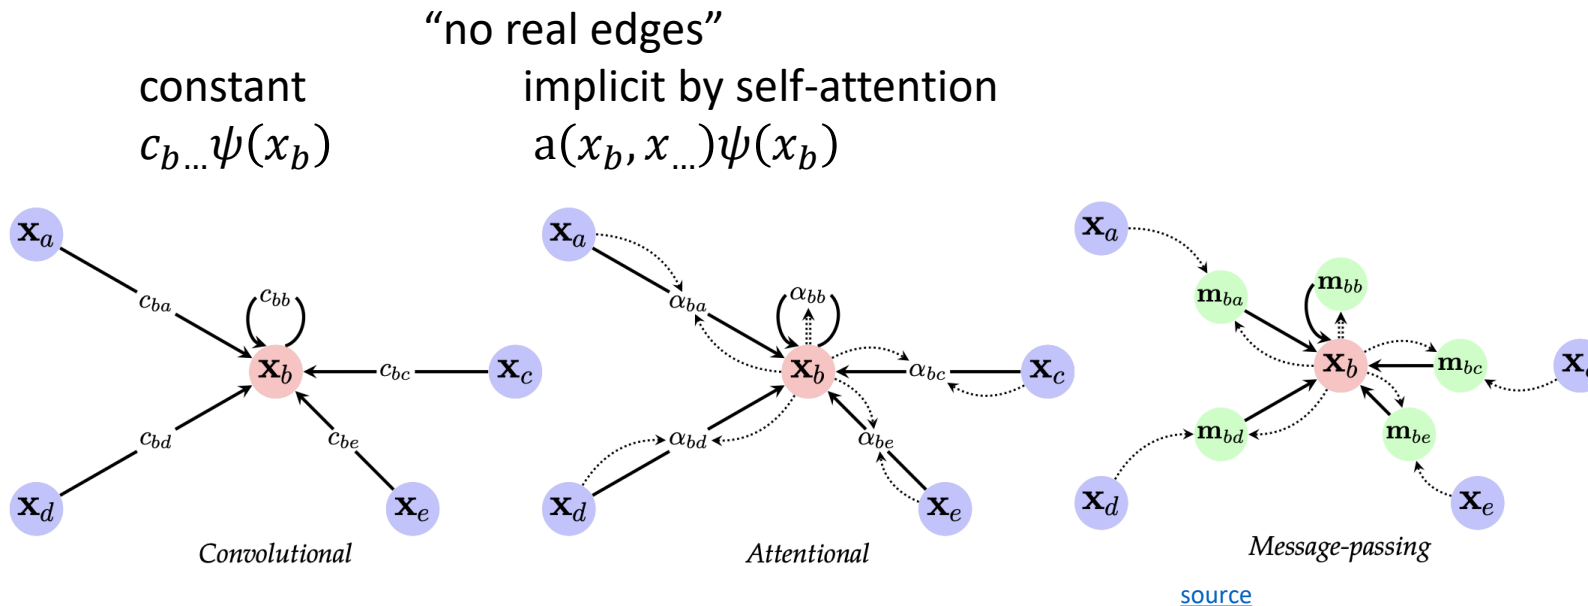 “no real edges”
constant implicit by self-attention
c_{b…}ψ(x_b) a(x_b, x_{…})ψ(x_b)
x_a x_a x_a
c_{ba} c_{bb} α_{ba} α_{bb} m_{ba} m_{bb}
x_b c_{bc} x_c x_b α_{bc} x_c x_b m_{bc} x_c
c_{bd} c_{be} α_{bd} α_{be} m_{bd} m_{be}
x_d x_e x_d x_e x_d x_e
Convolutional Attentional Message-passing
source